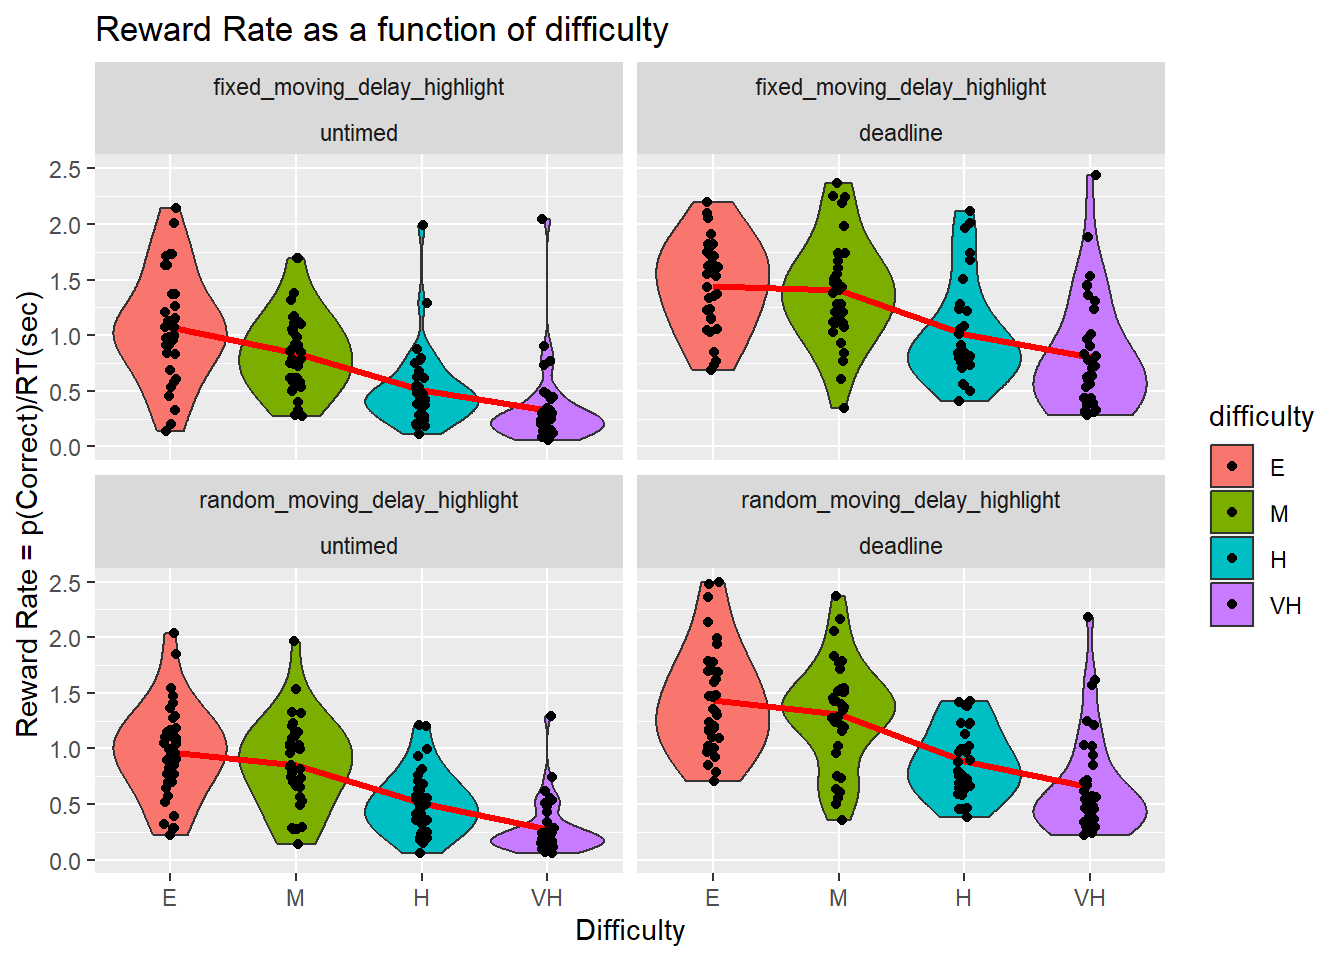 Reward Rate as a function of difficulty
fixed_moving_delay_highlight
untimed
fixed_moving_delay_highlight
deadline
2.5
2.0
1.5
1.0
0.5
0.0
random_moving_delay_highlight
untimed
random_moving_delay_highlight
deadline
2.5
2.0
1.5
1.0
0.5
0.0
Reward Rate = p(Correct)/RT(sec)
E
M
H
VH
E
M
H
VH
Difficulty
difficulty
E
M
H
VH